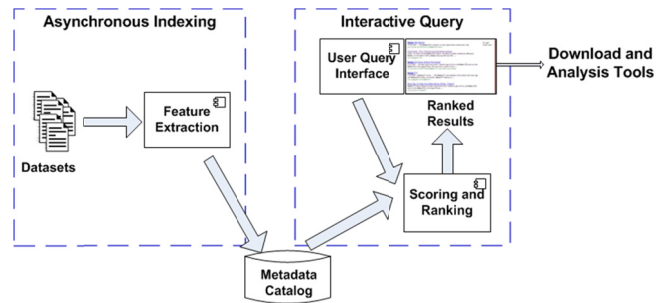 Asynchronous Indexing
Interactive Query
Datasets
Feature
Extraction
User Query
Interface
Ranked
Results
Scoring and
Ranking
Metadata
Catalog
Download and
Analysis Tools